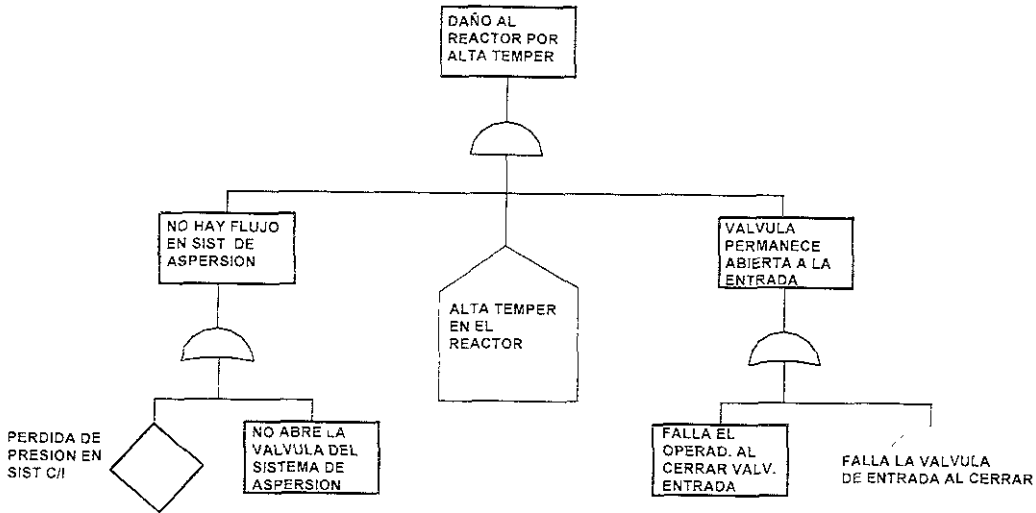 DAÑO AL
REACTOR POR
ALTA TEMPER
NO HAY FLUJO
EN SIST DE
ASPERSION
ALTA TEMPER
EN EL
REACTOR
VALVULA
PERMANECE
ABIERTA A LA
ENTRADA
PERDIDA DE
PRESION EN
SIST C/I
NO ABRE LA
VALVULA DEL
SISTEMA DE
ASPERSION
FALLA EL
OPERAD. AL
CERRAR VALV.
ENTRADA
FALLA LA VALVULA
DE ENTRADA AL CERRAR